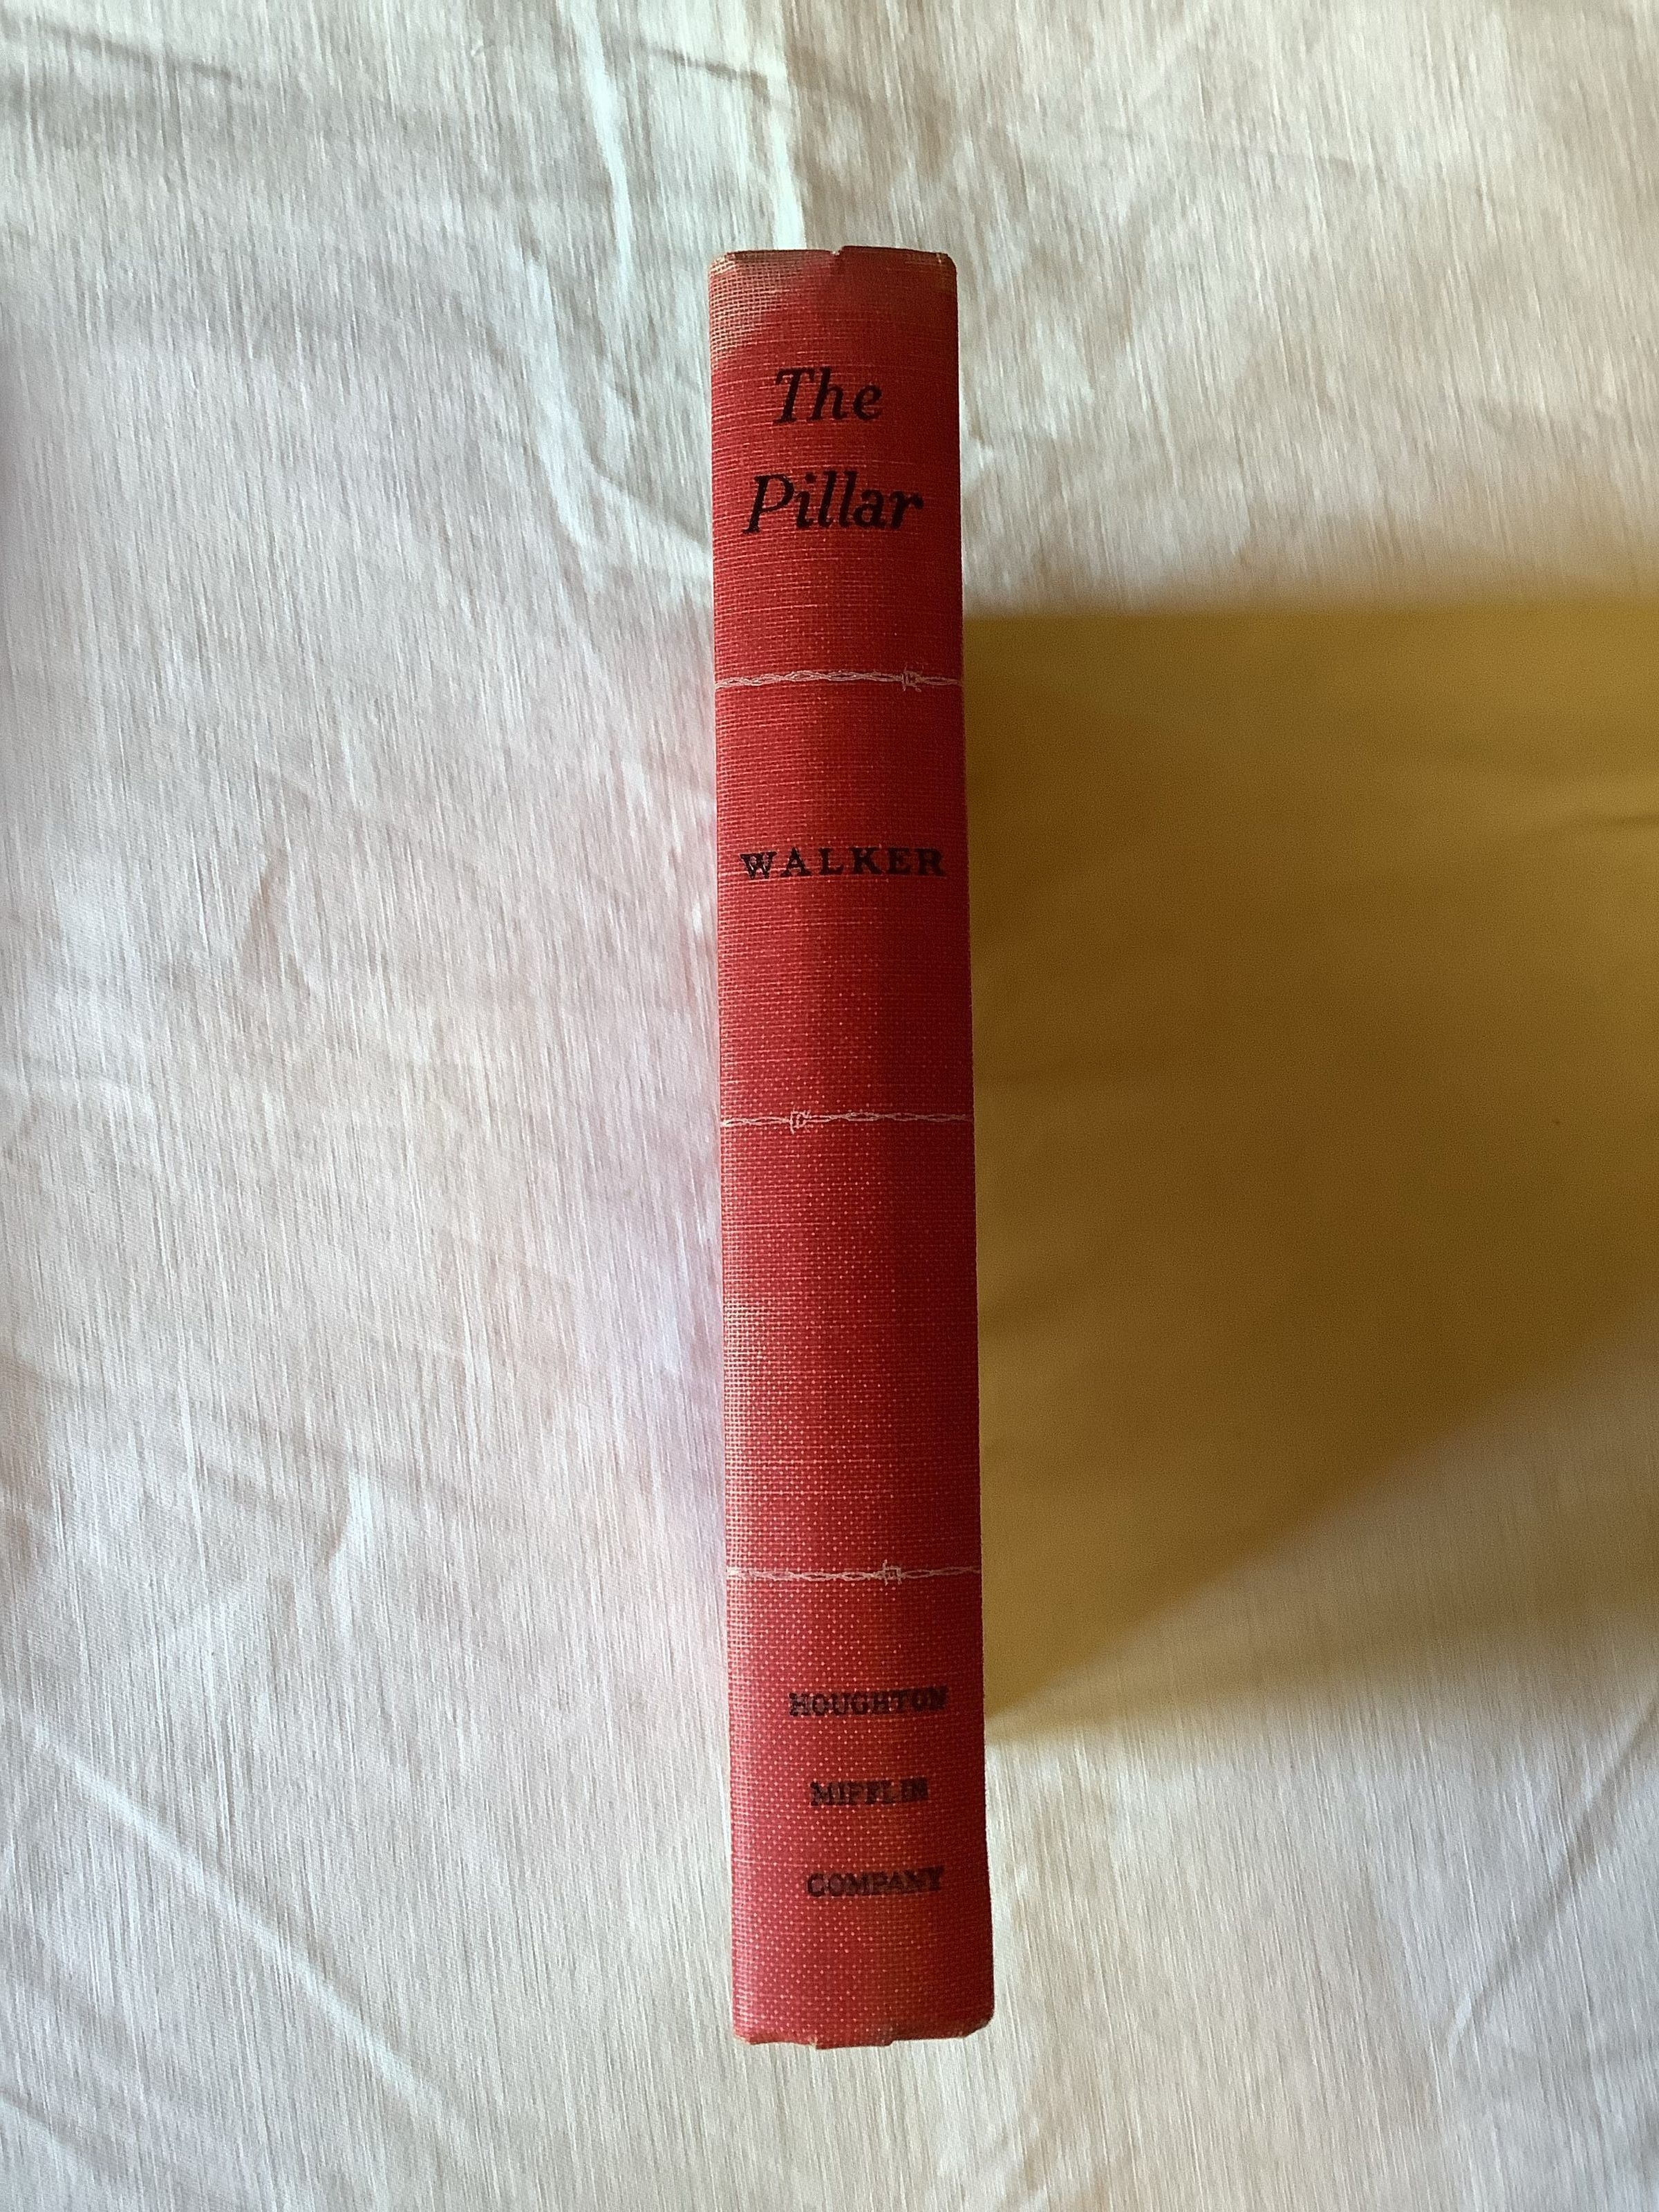 The
Pillar
WALKER
HOUGHTON
MIFFLIN
COMPANY